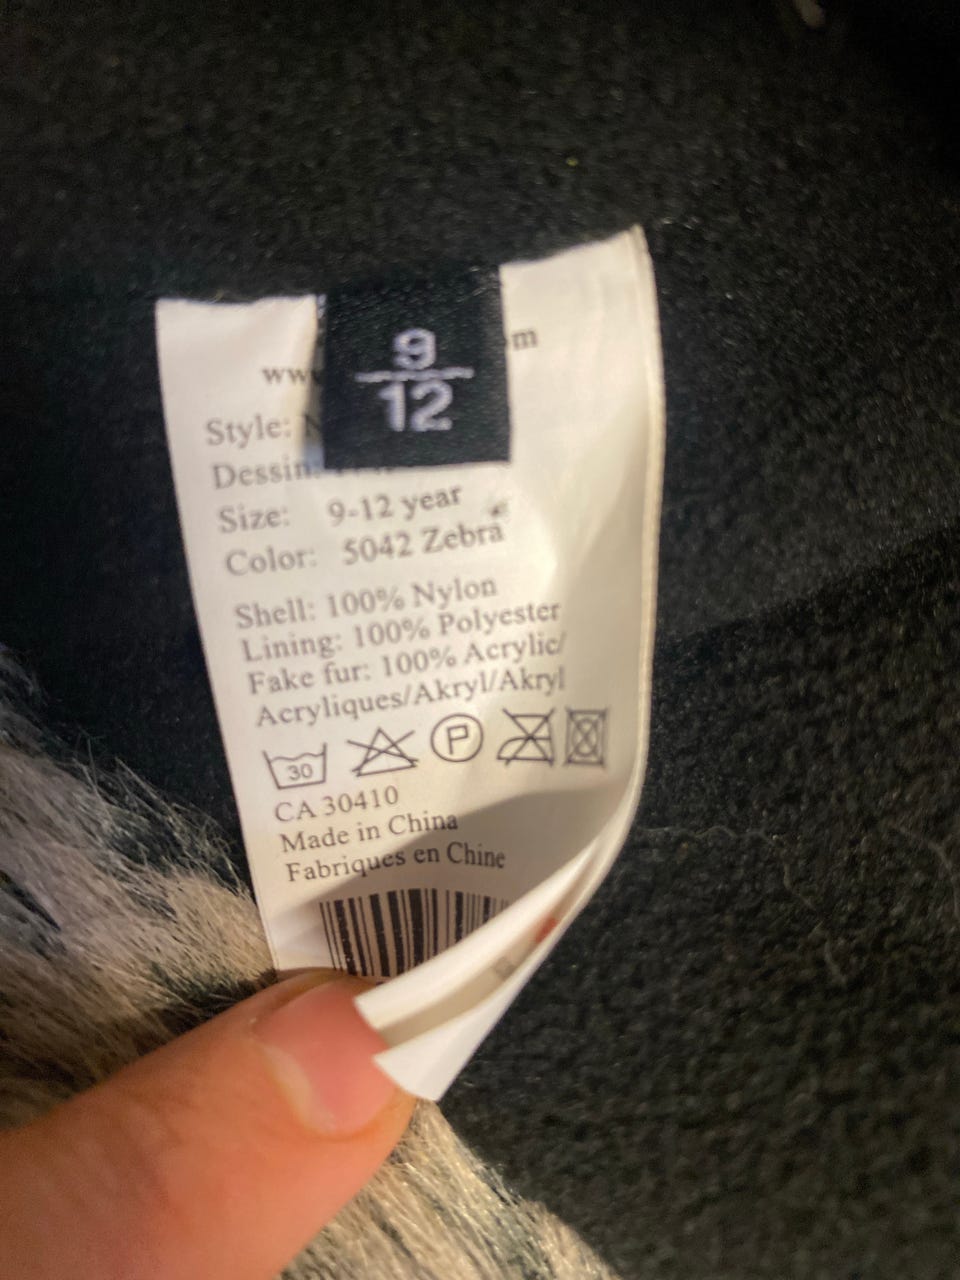 9
12
Style:
Dessin:
Size: 9-12 year
Color: 5042 Zebra
Shell: 100% Nylon
Lining: 100% Polyester
Fake fur: 100% Acrylic/
Acryliques/Akryl/Akryl
30 P
CA 30410
Made in China
Fabriques en Chine